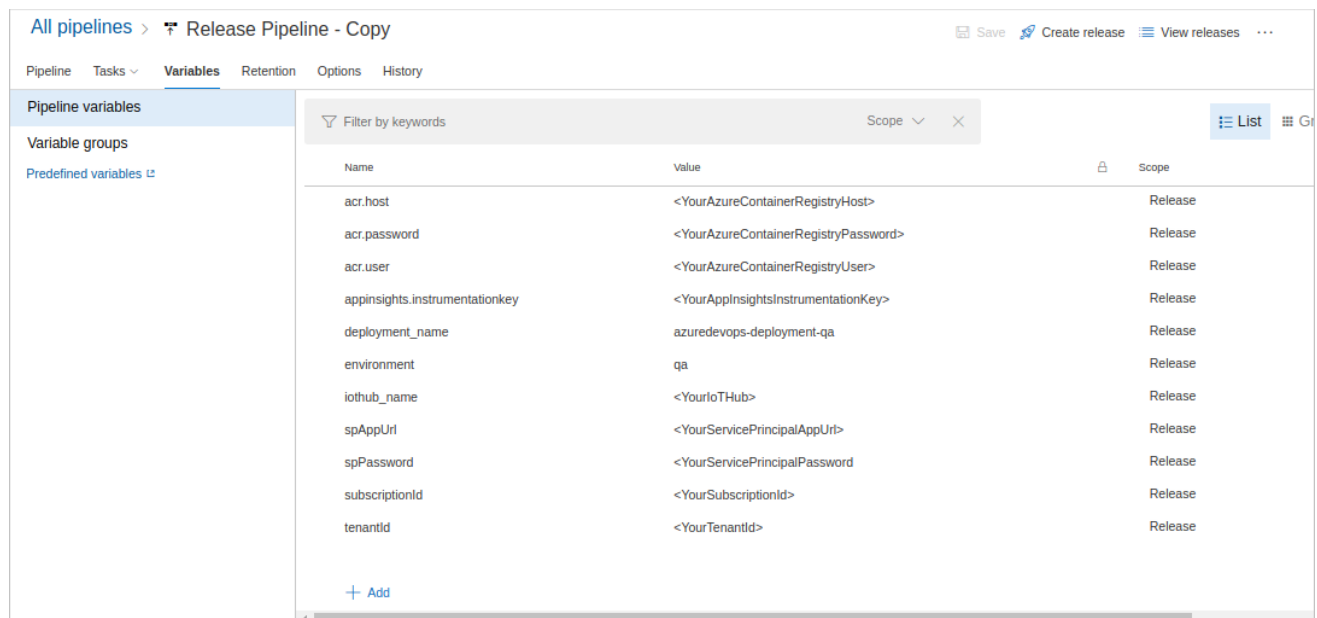 All pipelines > Release Pipeline - Copy
Save Create release View releases ...
Pipeline Tasks Variables Retention Options History
Pipeline variables
Variable groups
Predefined variables
Filter by keywords Scope
List Gr
Name Value Scope
acr.host <YourAzureContainerRegistryHost> Release
acr.password <YourAzureContainerRegistryPassword> Release
acr.user <YourAzureContainerRegistryUser> Release
appinsights.instrumentationkey <YourAppInsightsInstrumentationKey> Release
deployment_name azuredevops-deployment-qa Release
environment qa Release
iothub_name <YourIoTHub> Release
spAppUrl <YourServicePrincipalAppUrl> Release
spPassword <YourServicePrincipalPassword Release
subscriptionId <YourSubscriptionId> Release
tenantId <YourTenantId> Release
+ Add